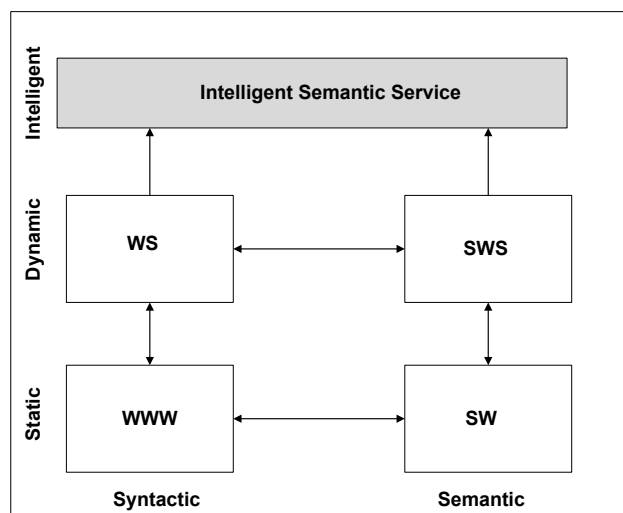 Intelligent
Intelligent Semantic Service
Dynamic
WS
SWS
Static
WWW
SW
Syntactic
Semantic